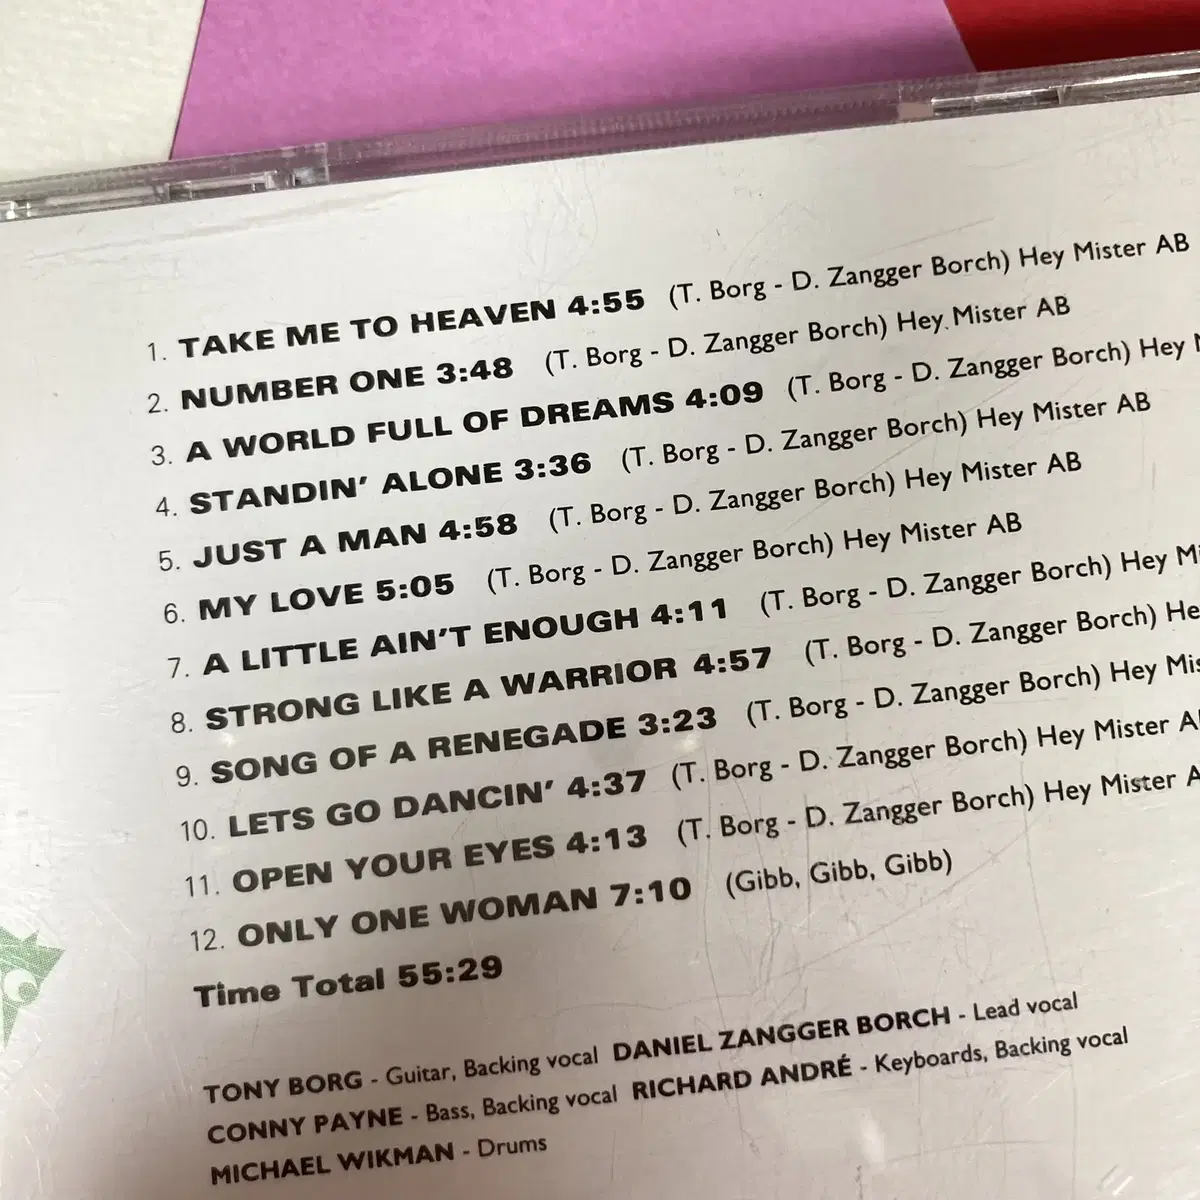 1. TAKE ME TO HEAVEN 4:55 (T. Borg - D. Zangger Borch) Hey Mister AB
2. NUMBER ONE 3:48 (T. Borg - D. Zangger Borch) Hey Mister AB
3. A WORLD FULL OF DREAMS 4:09 (T. Borg - D. Zangger Borch) Hey
4. STANDIN' ALONE 3:36 (T. Borg - D. Zangger Borch) Hey Mister AB
5. JUST A MAN 4:58 (T. Borg - D. Zangger Borch) Hey Mister AB
6. MY LOVE 5:05 (T. Borg - D. Zangger Borch) Hey Mister AB
7. A LITTLE AIN'T ENOUGH 4:11 (T. Borg - D. Zangger Borch) Hey
8. STRONG LIKE A WARRIOR 4:57 (T. Borg - D. Zangger Borch)
9. SONG OF A RENEGADE 3:23 (T. Borg - D. Zangger Borch) Hey
10. LETS GO DANCIN' 4:37 (T. Borg - D. Zangger Borch) Hey Mister
11. OPEN YOUR EYES 4:13 (T. Borg - D. Zangger Borch) Hey Mister
12. ONLY ONE WOMAN 7:10 (Gibb, Gibb, Gibb)
Time Total 55:29
TONY BORG - Guitar, Backing vocal DANIEL ZANGGER BORCH - Lead vocal
CONNY PAYNE - Bass, Backing vocal RICHARD ANDRÉ - Keyboards, Backing vocal
MICHAEL WIKMAN - Drums